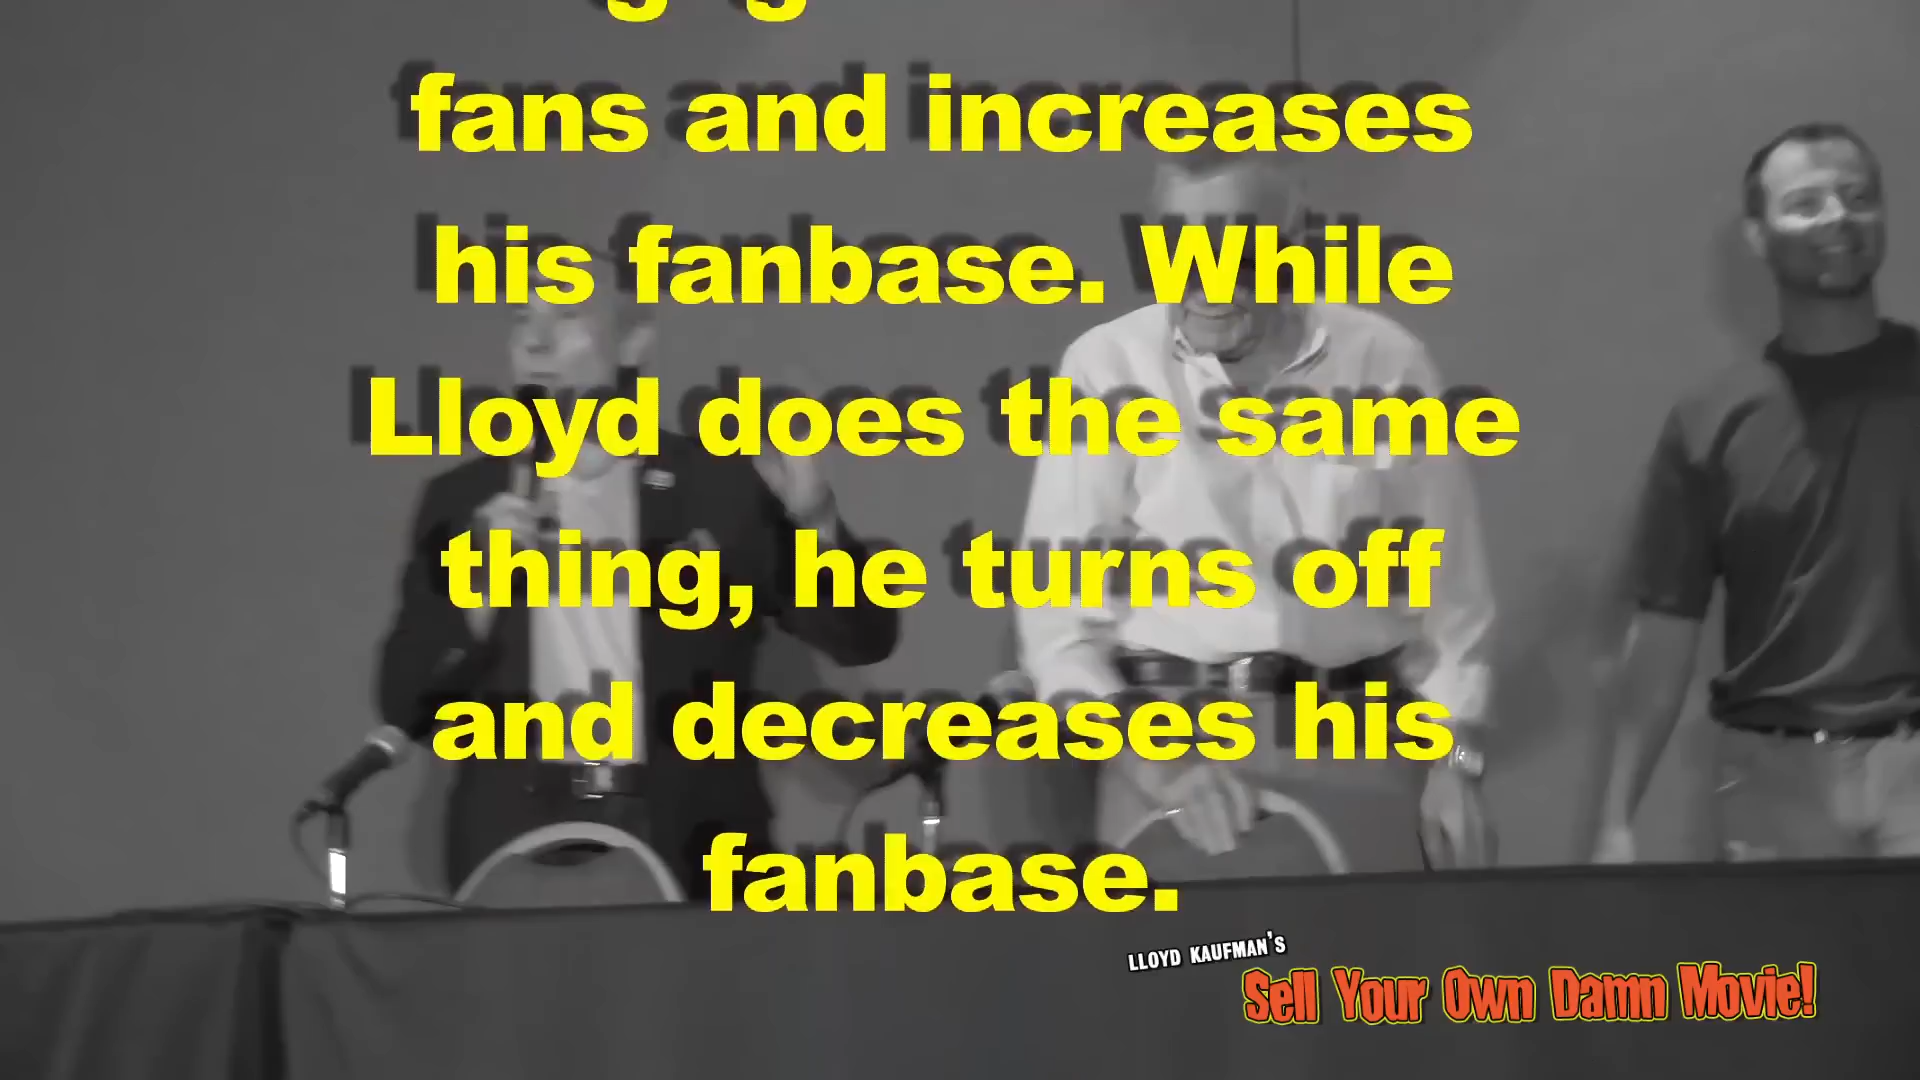 fans and increases
his fanbase. While
Lloyd does the same
thing, he turns off
and decreases his
fanbase.
LLOYD KAUFMAN'S
Sell Your Own Damn Movie!